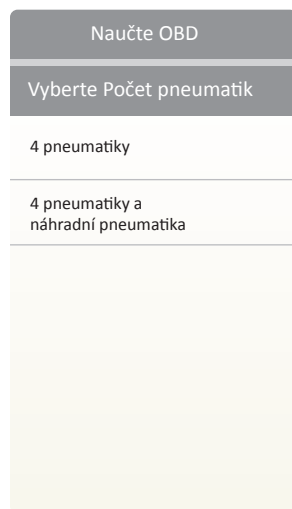 Naučte OBD
Vyberte Počet pneumatik
4 pneumatiky
4 pneumatiky a
náhradní pneumatika